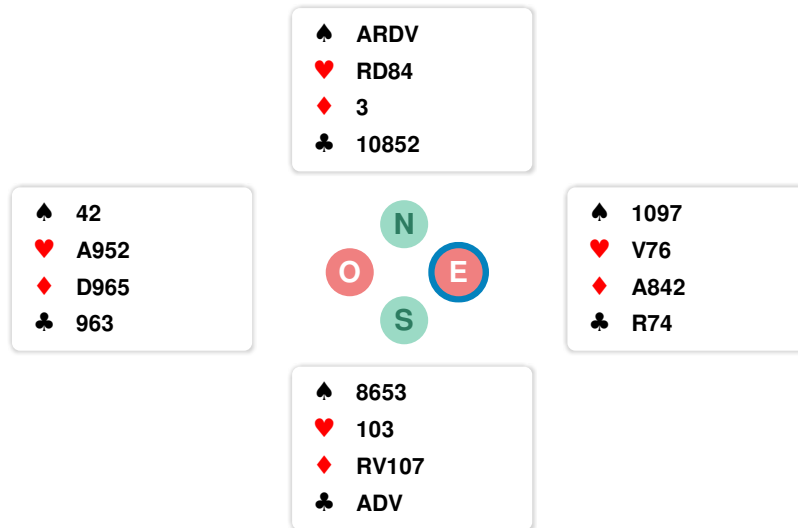 ♠ ARDV
♥ RD84
♦ 3
♣ 10852
♠ 42
♥ A952
♦ D965
♣ 963
N
O
E
S
♠ 1097
♥ V76
♦ A842
♣ R74
♠ 8653
♥ 103
♦ RV107
♣ ADV